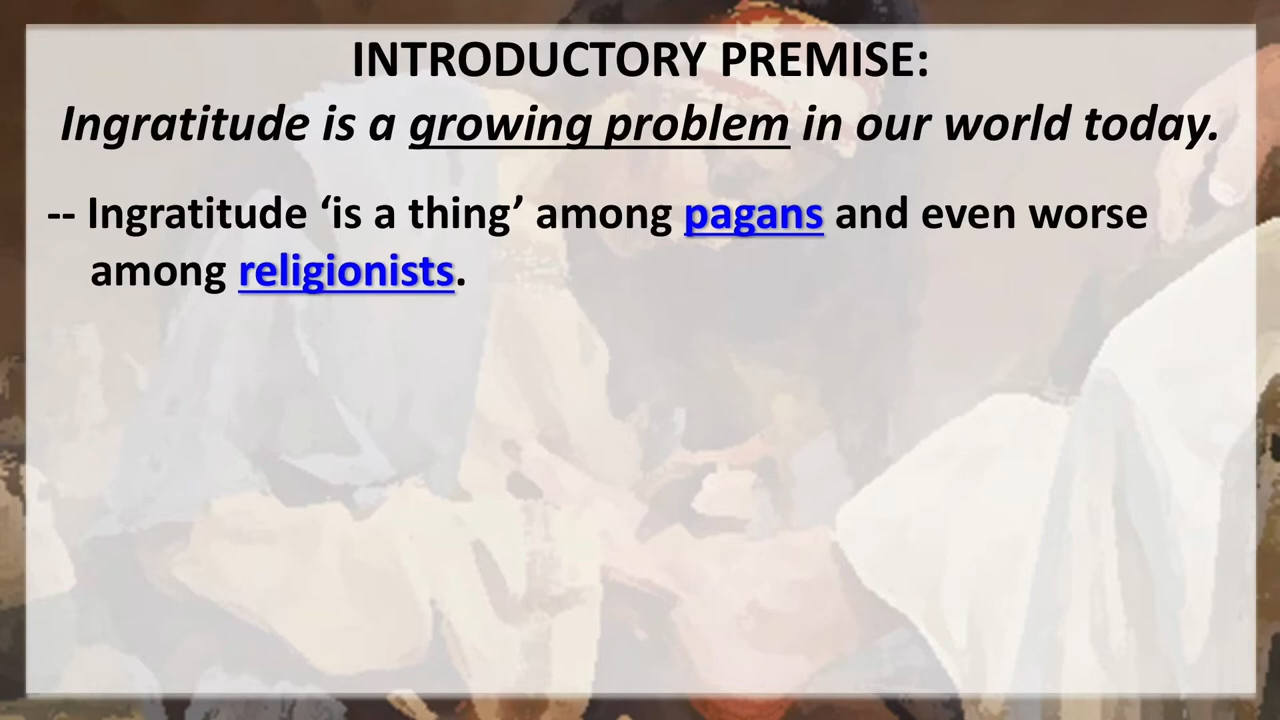 INTRODUCTORY PREMISE:
Ingratitude is a growing problem in our world today.
-- Ingratitude ‘is a thing’ among pagans and even worse
among religionists.